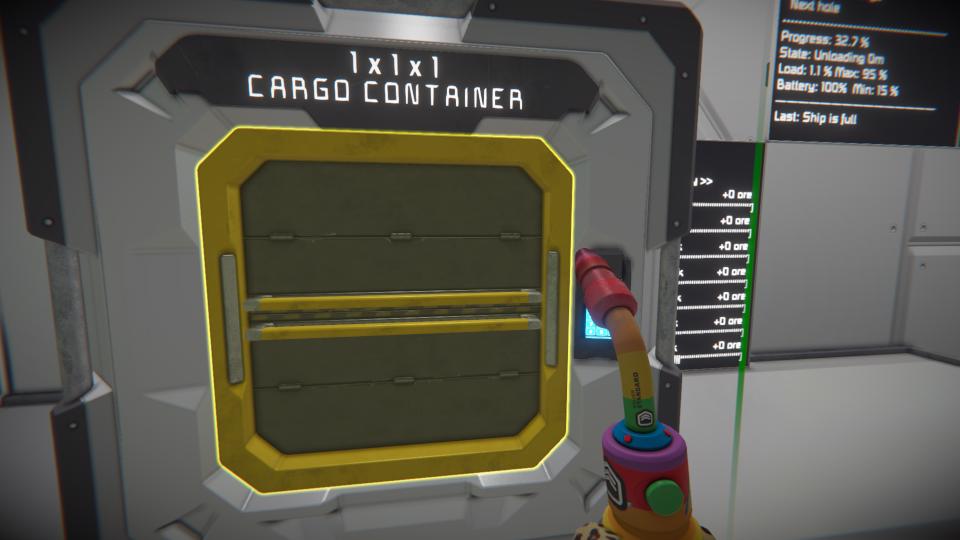 1x1x1
CARGO CONTAINER
Next hole
Progress: 32.7 %
State: Unloading 0m
Load: 1.1 % Max: 95 %
Battery: 100% Min: 15 %
Last: Ship is full
>>
+0 ore
+0 ore
+0 ore
+0 ore
+0 ore
+0 ore
+0 ore
STANDARD